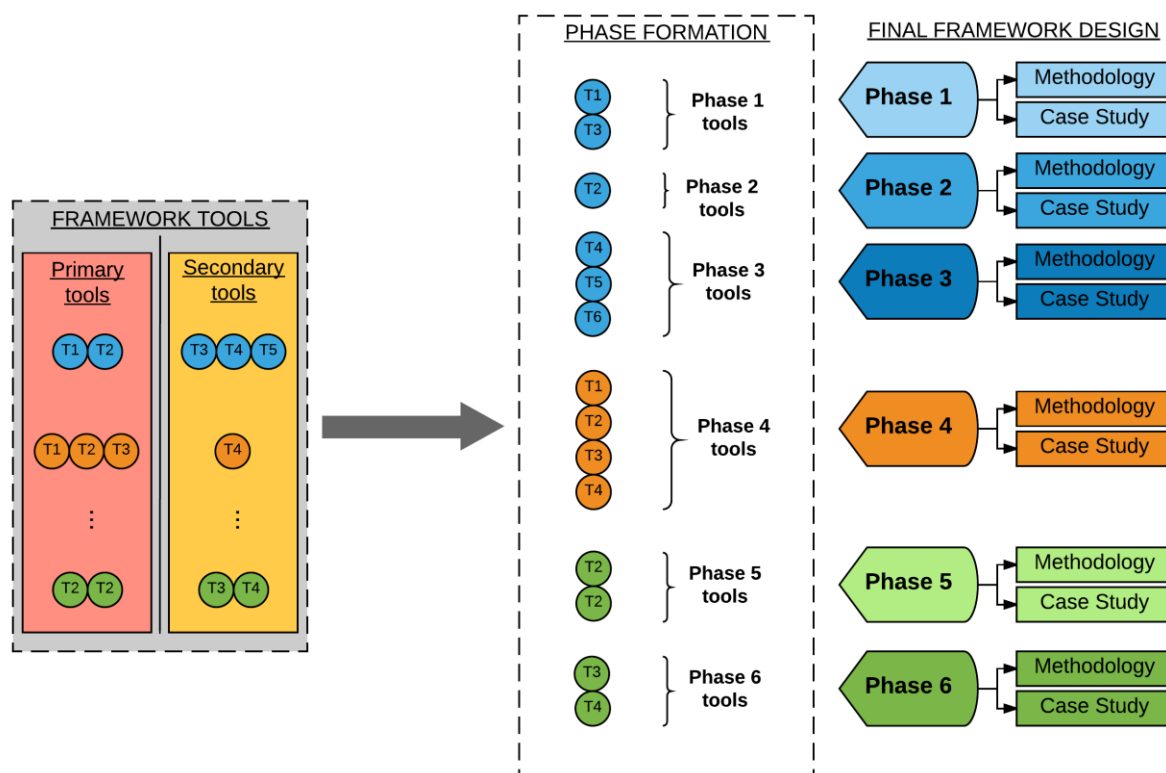 FRAMEWORK TOOLS
Primary
tools
Secondary
tools
T1 T2
T3 T4 T5
T1 T2 T3
T4
⋮
⋮
T2 T2
T3 T4
PHASE FORMATION
T1
T3
Phase 1
tools
T2
Phase 2
tools
T4
T5
T6
Phase 3
tools
T1
T2
T3
T4
Phase 4
tools
T2
T2
Phase 5
tools
T3
T4
Phase 6
tools
FINAL FRAMEWORK DESIGN
Phase 1
Methodology
Case Study
Phase 2
Methodology
Case Study
Phase 3
Methodology
Case Study
Phase 4
Methodology
Case Study
Phase 5
Methodology
Case Study
Phase 6
Methodology
Case Study